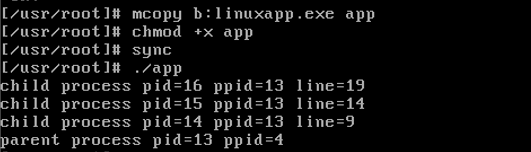 [/usr/root]# mcopy b:linuxapp.exe app
[/usr/root]# chmod +x app
[/usr/root]# sync
[/usr/root]# ./app
child process pid=16 ppid=13 line=19
child process pid=15 ppid=13 line=14
child process pid=14 ppid=13 line=9
parent process pid=13 ppid=4